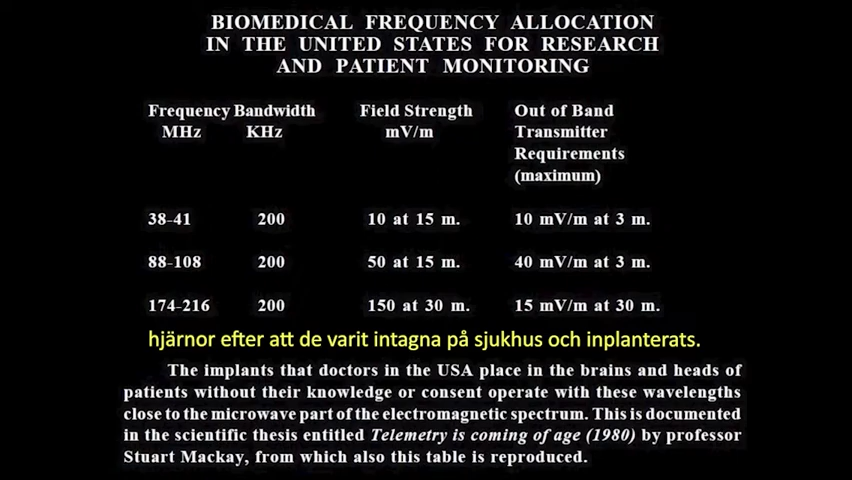 BIOMEDICAL FREQUENCY ALLOCATION
IN THE UNITED STATES FOR RESEARCH
AND PATIENT MONITORING
Frequency Bandwidth Field Strength Out of Band
MHz KHz mV/m Transmitter
Requirements
(maximum)
38-41 200 10 at 15 m. 10 mV/m at 3 m.
88-108 200 50 at 15 m. 40 mV/m at 3 m.
174-216 200 150 at 30 m. 15 mV/m at 30 m.
hjärnor efter att de varit intagna på sjukhus och inplanterats.
The implants that doctors in the USA place in the brains and heads of
patients without their knowledge or consent operate with these wavelengths
close to the microwave part of the electromagnetic spectrum. This is documented
in the scientific thesis entitled Telemetry is coming of age (1980) by professor
Stuart Mackay, from which also this table is reproduced.